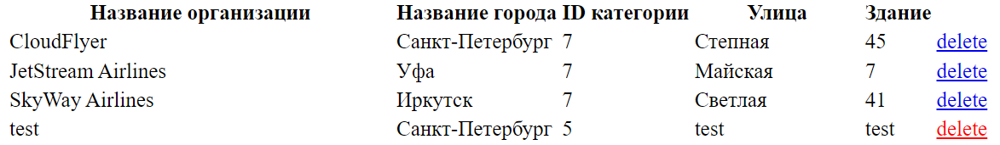 Название организации Название города ID категории Улица Здание
CloudFlyer Санкт-Петербург 7 Степная 45 delete
JetStream Airlines Уфа 7 Майская 7 delete
SkyWay Airlines Иркутск 7 Светлая 41 delete
test Санкт-Петербург 5 test test delete